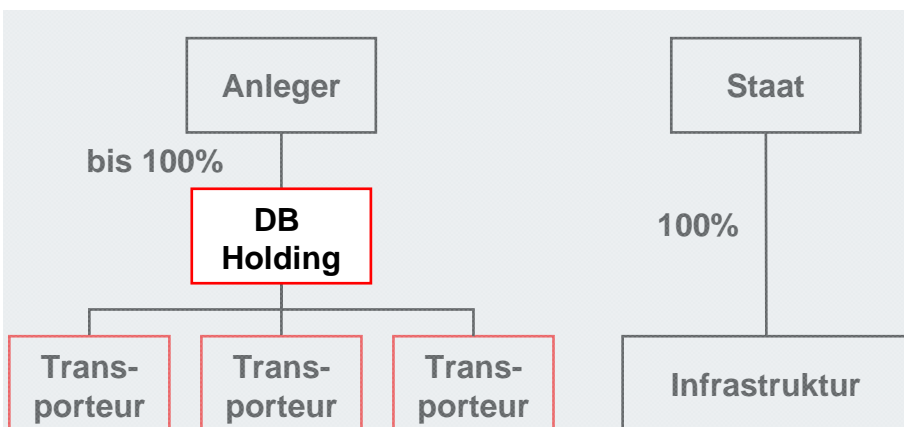 Anleger
Staat
bis 100%
DB
Holding
100%
Trans-
porteur
Trans-
porteur
Trans-
porteur
Infrastruktur